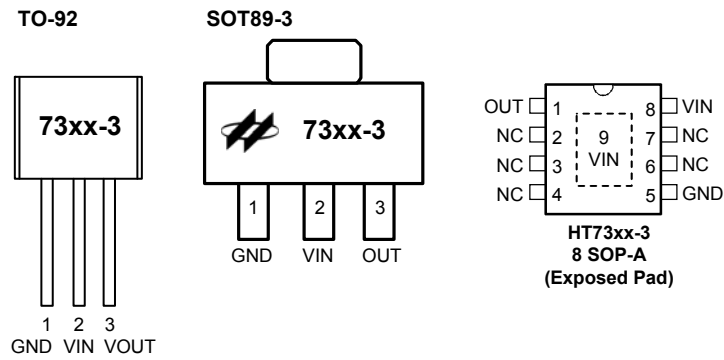 TO-92
73xx-3
1 2 3
GND VIN VOUT
SOT89-3
73xx-3
1 2 3
GND VIN OUT
OUT 1 8 VIN
NC 2 7 NC
NC 3 6 NC
NC 4 5 GND
9
VIN
HT73xx-3
8 SOP-A
(Exposed Pad)